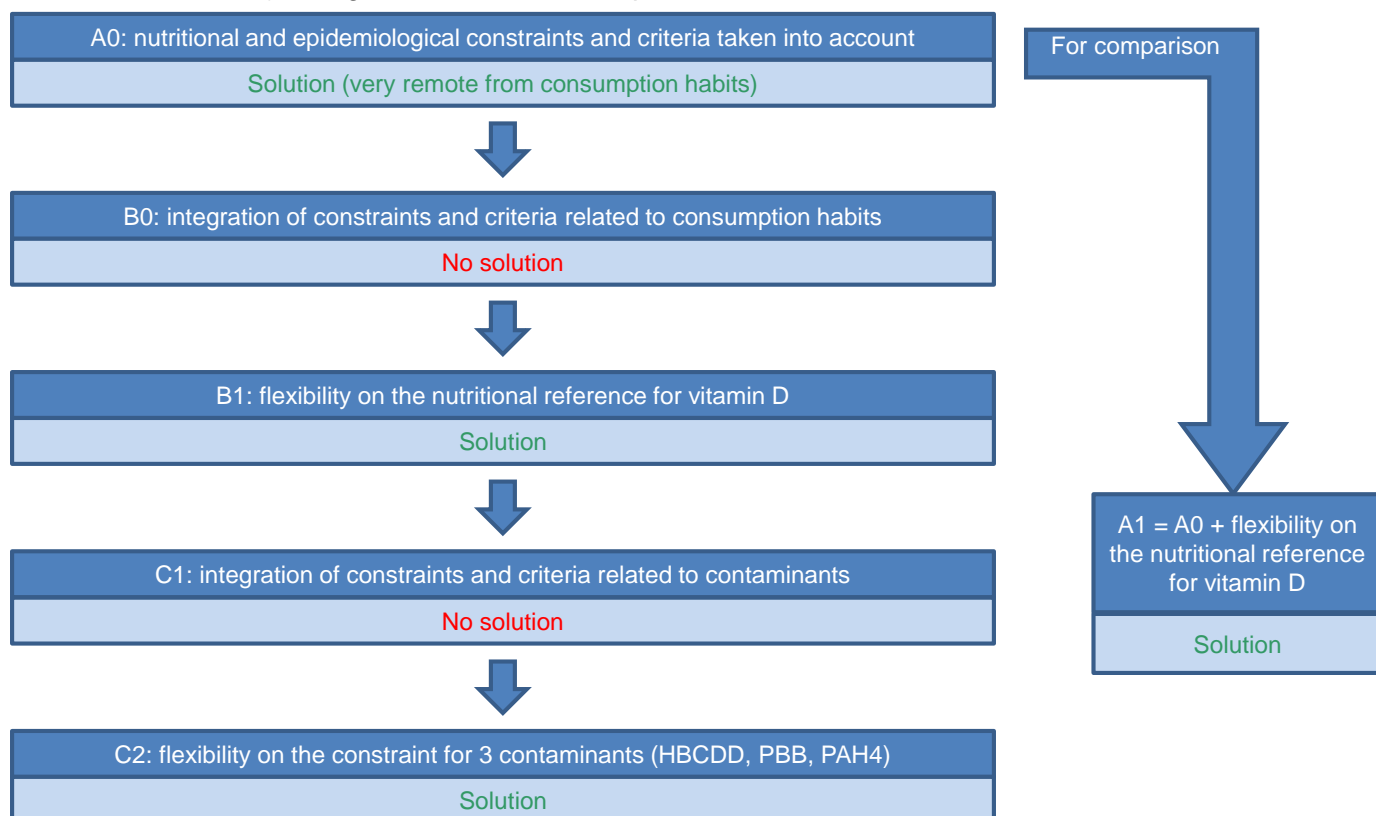 A0: nutritional and epidemiological constraints and criteria taken into account
Solution (very remote from consumption habits)
For comparison
B0: integration of constraints and criteria related to consumption habits
No solution
B1: flexibility on the nutritional reference for vitamin D
Solution
A1 = A0 + flexibility on
the nutritional reference
for vitamin D
Solution
C1: integration of constraints and criteria related to contaminants
No solution
C2: flexibility on the constraint for 3 contaminants (HBCDD, PBB, PAH4)
Solution